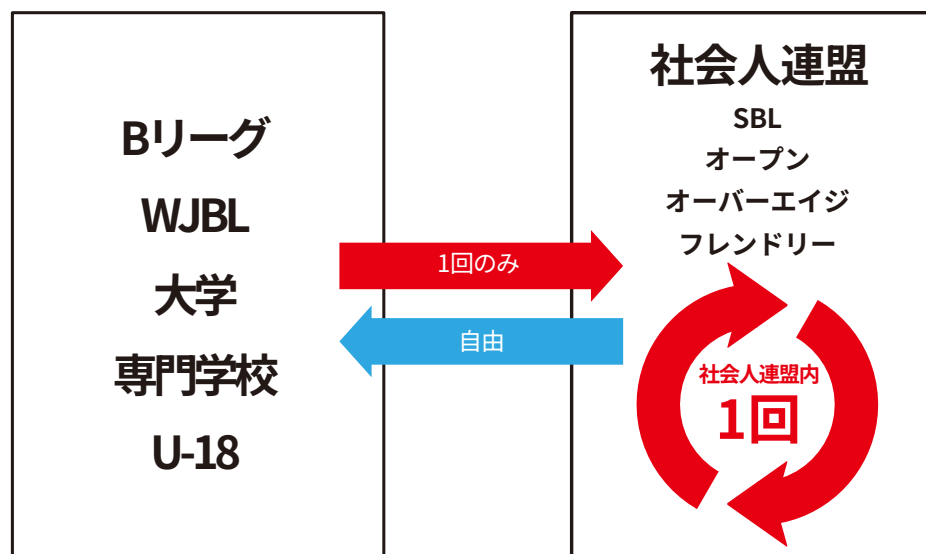 Bリーグ
WJBL
大学
専門学校
U-18
1回のみ
自由
社会人連盟
SBL
オープン
オーバーエイジ
フレンドリー
社会人連盟内
1回